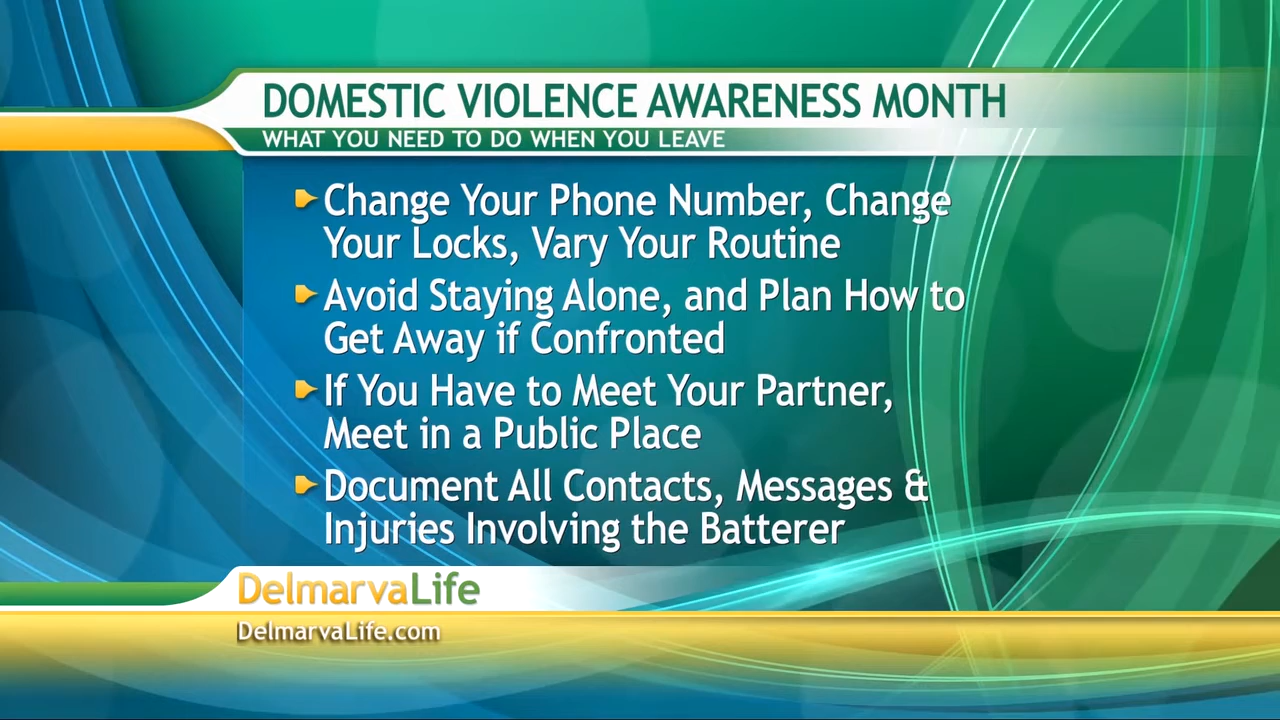 DOMESTIC VIOLENCE AWARENESS MONTH
WHAT YOU NEED TO DO WHEN YOU LEAVE
Change Your Phone Number, Change
Your Locks, Vary Your Routine
Avoid Staying Alone, and Plan How to
Get Away if Confronted
If You Have to Meet Your Partner,
Meet in a Public Place
Document All Contacts, Messages &
Injuries Involving the Batterer
DelmarvaLife
DelmarvaLife.com